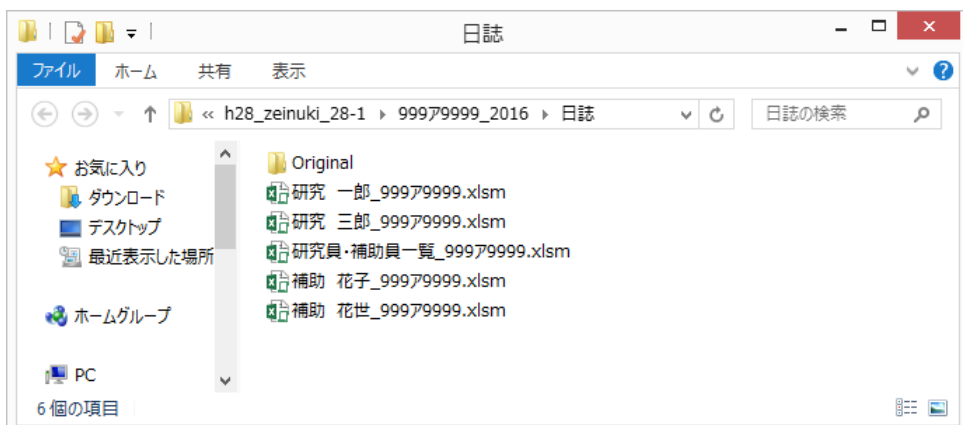 日誌
ファイル ホーム 共有 表示
« h28_zeinuki_28-1 ▸ 999ｱ9999_2016 ▸ 日誌 日誌の検索
お気に入り
ダウンロード
デスクトップ
最近表示した場所
ホームグループ
PC
Original
研究　一郎_999ｱ9999.xlsm
研究　三郎_999ｱ9999.xlsm
研究員・補助員一覧_999ｱ9999.xlsm
補助　花子_999ｱ9999.xlsm
補助　花世_999ｱ9999.xlsm
6 個の項目